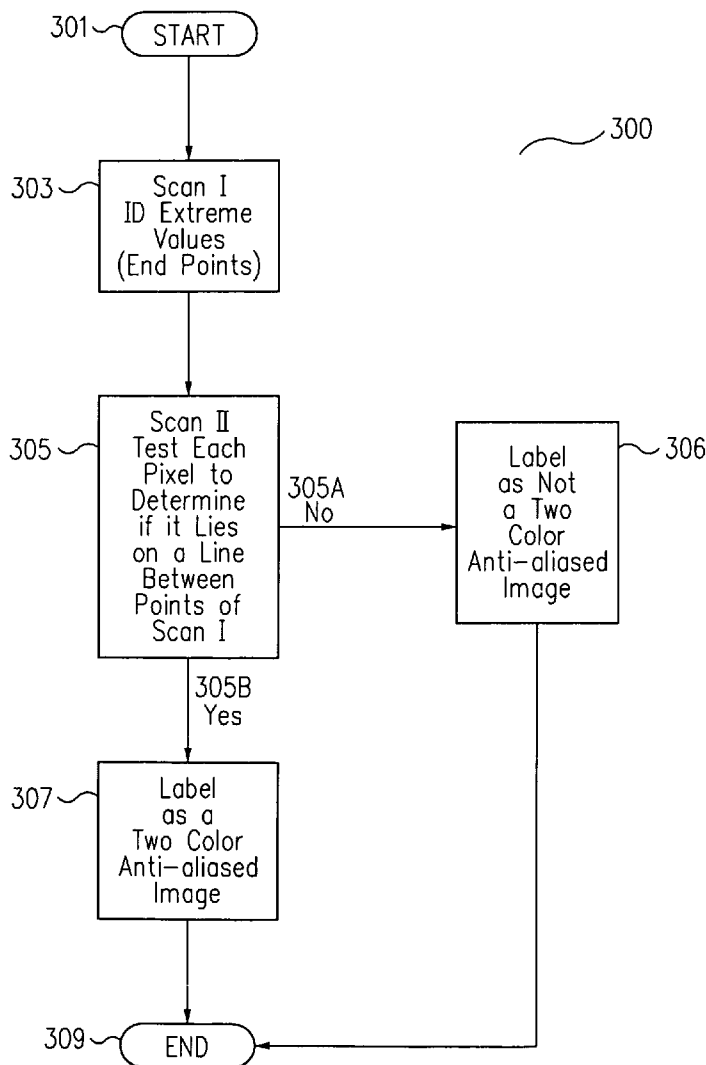 301
START
300
303
Scan I
ID Extreme
Values
(End Points)
305
Scan II
Test Each
Pixel to
Determine
if it Lies
on a Line
Between
Points of
Scan I
305A
No
306
Label
as Not
a Two
Color
Anti-aliased
Image
305B
Yes
307
Label
as a
Two Color
Anti-aliased
Image
309
END